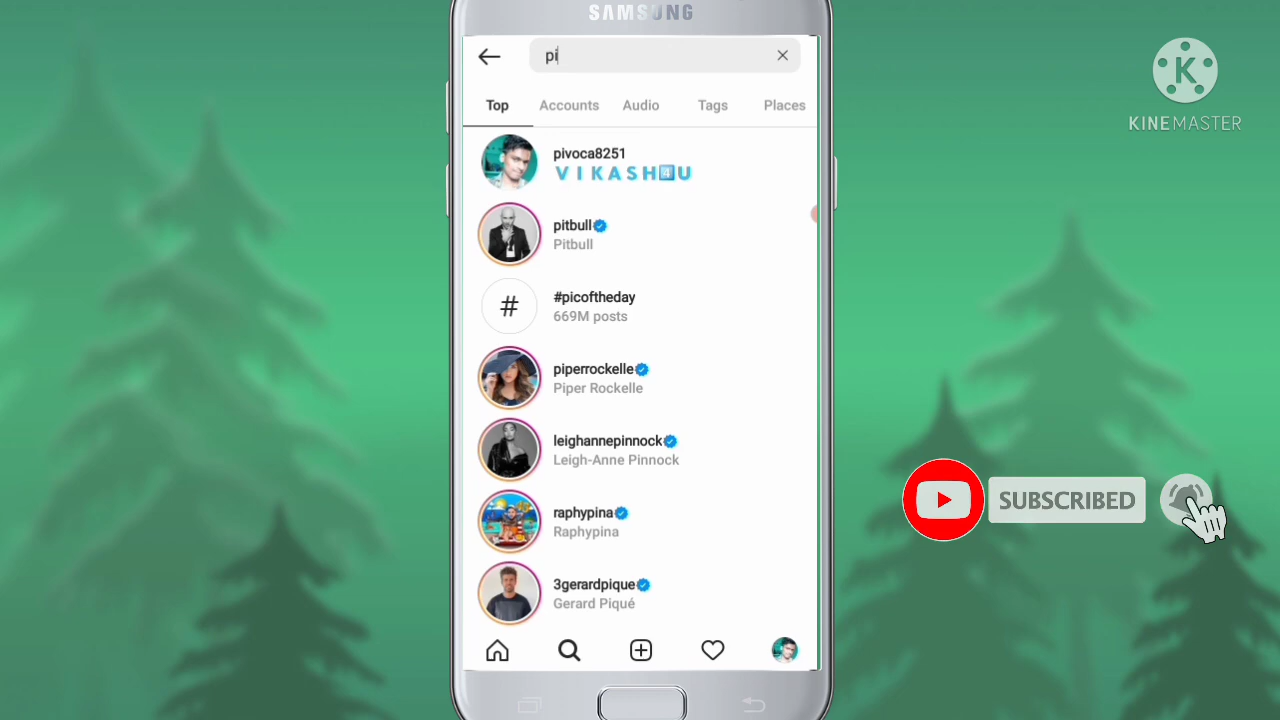 SAMSUNG
pi
Top Accounts Audio Tags Places
pivoca8251
V I K A S H 4️⃣ U
pitbull
Pitbull
#
#picoftheday
669M posts
piperrockelle
Piper Rockelle
leighannepinnock
Leigh-Anne Pinnock
raphypina
Raphypina
3gerardpique
Gerard Piqué
K
KINEMASTER
SUBSCRIBED